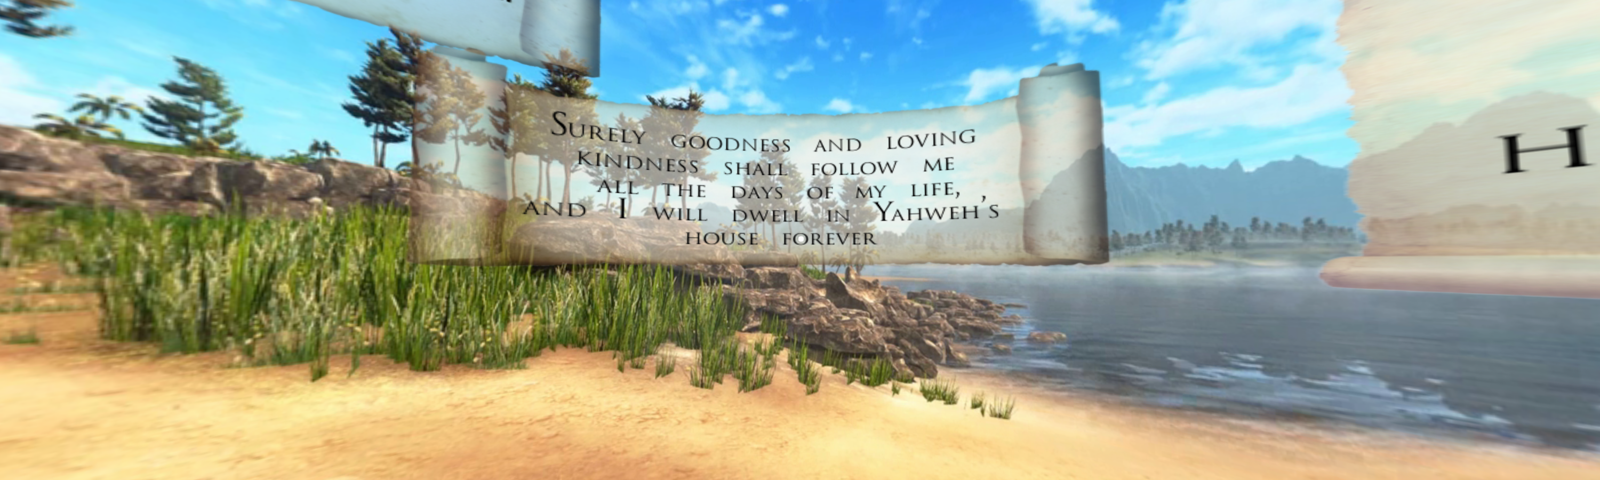 Surely goodness and loving
kindness shall follow me
all the days of my life,
and I will dwell in Yahweh's
house forever
H